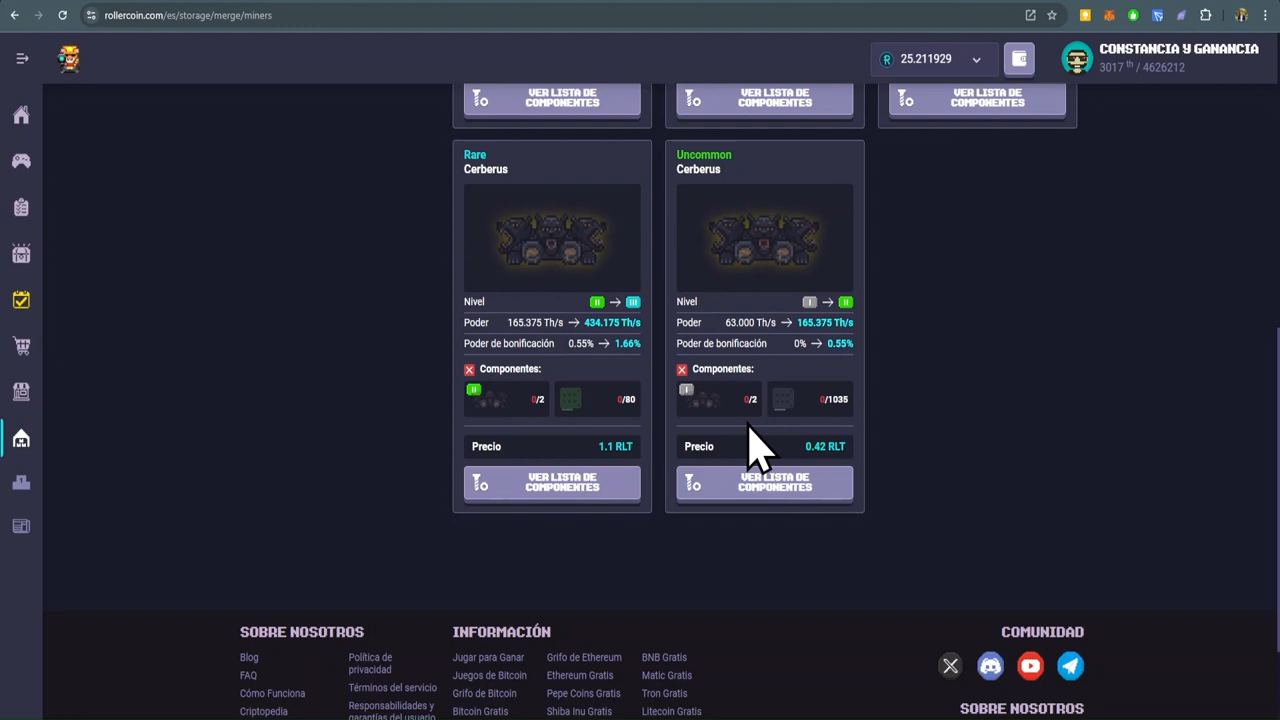 rollercoin.com/es/storage/merge/miners
25.211929
CONSTANCIA Y GANANCIA
3017 th / 4626212
VER LISTA DE
COMPONENTES
VER LISTA DE
COMPONENTES
VER LISTA DE
COMPONENTES
Rare
Cerberus
Nivel II → III
Poder 165.375 Th/s → 434.175 Th/s
Poder de bonificación 0.55% → 1.66%
Componentes:
II 0/2 0/80
Precio 1.1 RLT
VER LISTA DE
COMPONENTES
Uncommon
Cerberus
Nivel I → II
Poder 63.000 Th/s → 165.375 Th/s
Poder de bonificación 0% → 0.55%
Componentes:
I 0/2 0/1035
Precio 0.42 RLT
VER LISTA DE
COMPONENTES
SOBRE NOSOTROS
Blog
FAQ
Cómo Funciona
Criptopedia
Política de
privacidad
Términos del servicio
Responsabilidades y
garantías del usuario
INFORMACIÓN
Jugar para Ganar
Juegos de Bitcoin
Grifo de Bitcoin
Bitcoin Gratis
Grifo de Ethereum
Ethereum Gratis
Pepe Coins Gratis
Shiba Inu Gratis
BNB Gratis
Matic Gratis
Tron Gratis
Litecoin Gratis
COMUNIDAD
SOBRE NOSOTROS